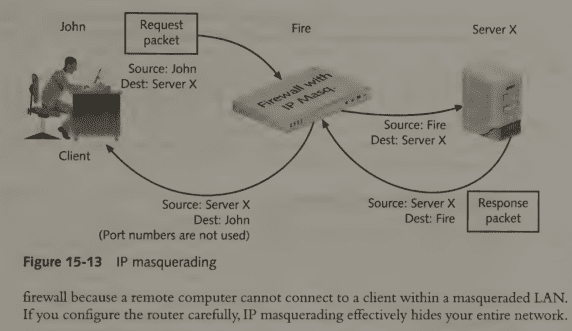 John
Request
packet
Fire
Server X
Source: John
Dest: Server X
Firewall with
IP Masq.
Source: Fire
Dest: Server X
Client
Source: Server X
Dest: John
(Port numbers are not used)
Source: Server X
Dest: Fire
Response
packet
Figure 15-13 IP masquerading
firewall because a remote computer cannot connect to a client within a masqueraded LAN.
If you configure the router carefully, IP masquerading effectively hides your entire network.